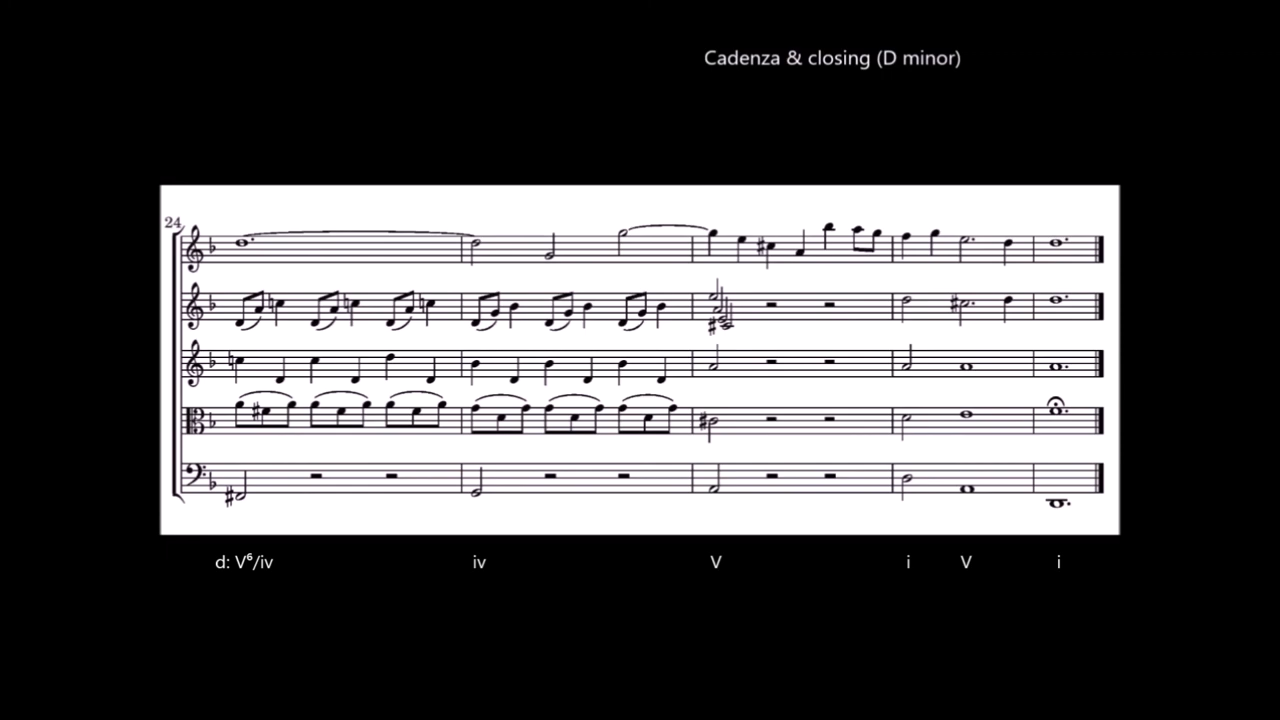 Cadenza & closing (D minor)
24
d: V⁶/iv iv V i V i